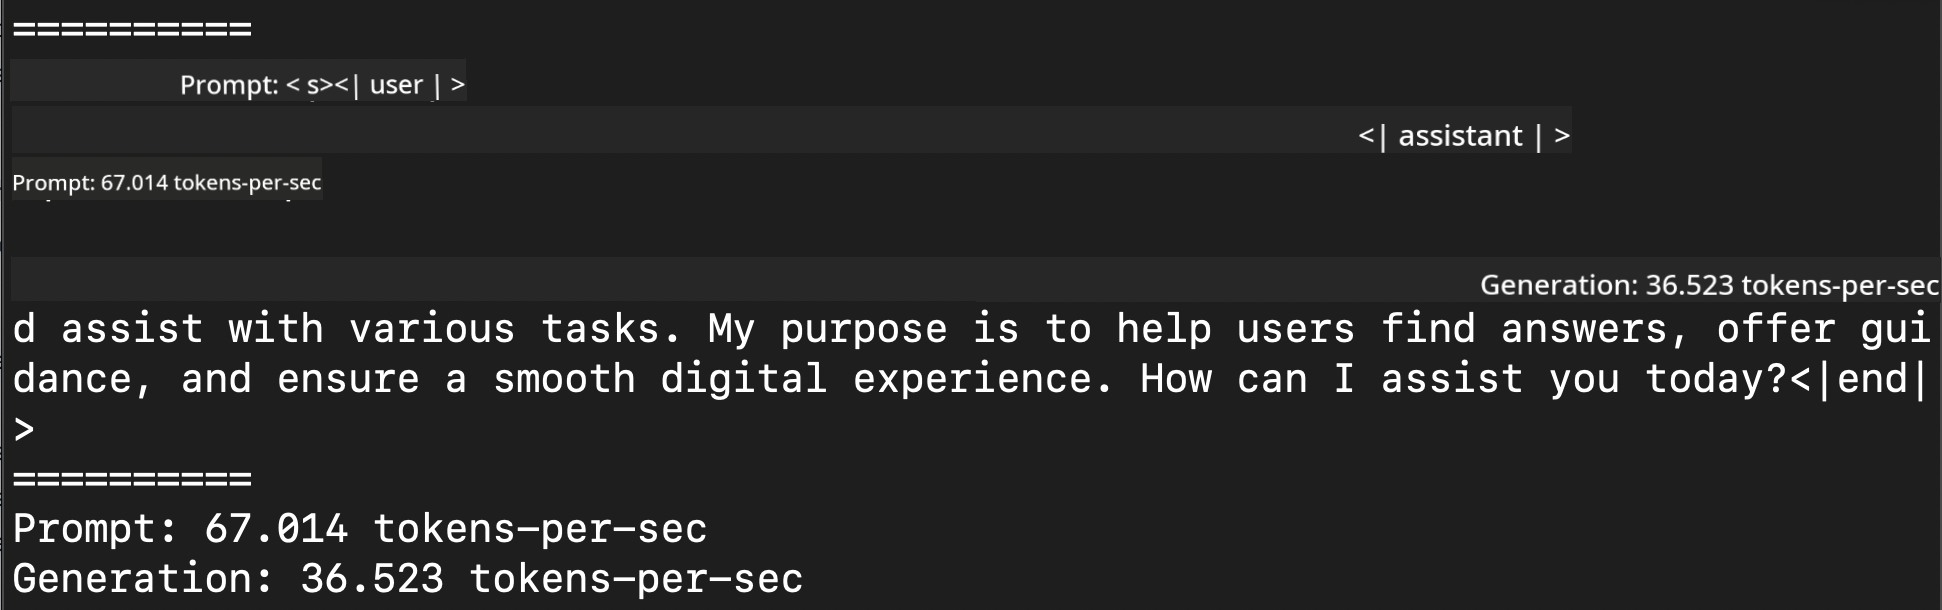 ==========
Prompt: < s><| user | >
<| assistant | >
Prompt: 67.014 tokens-per-sec
Generation: 36.523 tokens-per-sec
d assist with various tasks. My purpose is to help users find answers, offer gui
dance, and ensure a smooth digital experience. How can I assist you today?<|end|
>
==========
Prompt: 67.014 tokens-per-sec
Generation: 36.523 tokens-per-sec